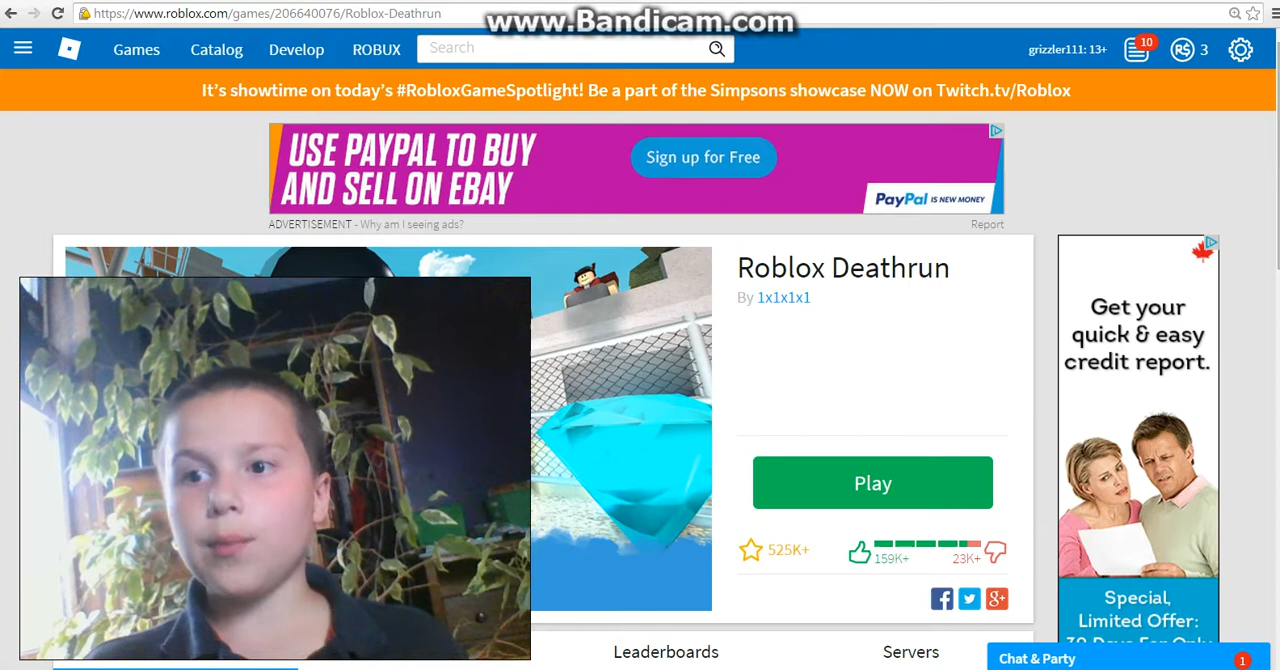 https://www.roblox.com/games/206640076/Roblox-Deathrun
www.Bandicam.com
Games Catalog Develop ROBUX Search grizzler111: 13+ 10 R$ 3
It's showtime on today's #RobloxGameSpotlight! Be a part of the Simpsons showcase NOW on Twitch.tv/Roblox
USE PAYPAL TO BUY
AND SELL ON EBAY
Sign up for Free
PayPal IS NEW MONEY
ADVERTISEMENT - Why am I seeing ads? Report
Roblox Deathrun
By 1x1x1x1
Play
525K+ 159K+ 23K+
Get your
quick & easy
credit report.
Special,
Limited Offer:
Leaderboards Servers
Chat & Party 1